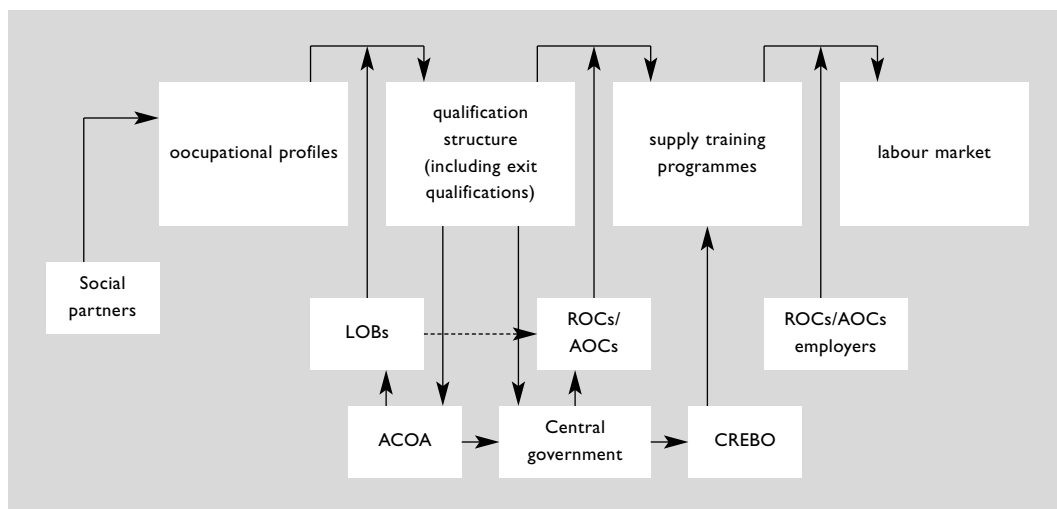 oocupational profiles
qualification
structure
(including exit
qualifications)
supply training
programmes
labour market
Social
partners
LOBs
ROCs/
AOCs
ROCs/AOCs
employers
ACOA
Central
government
CREBO